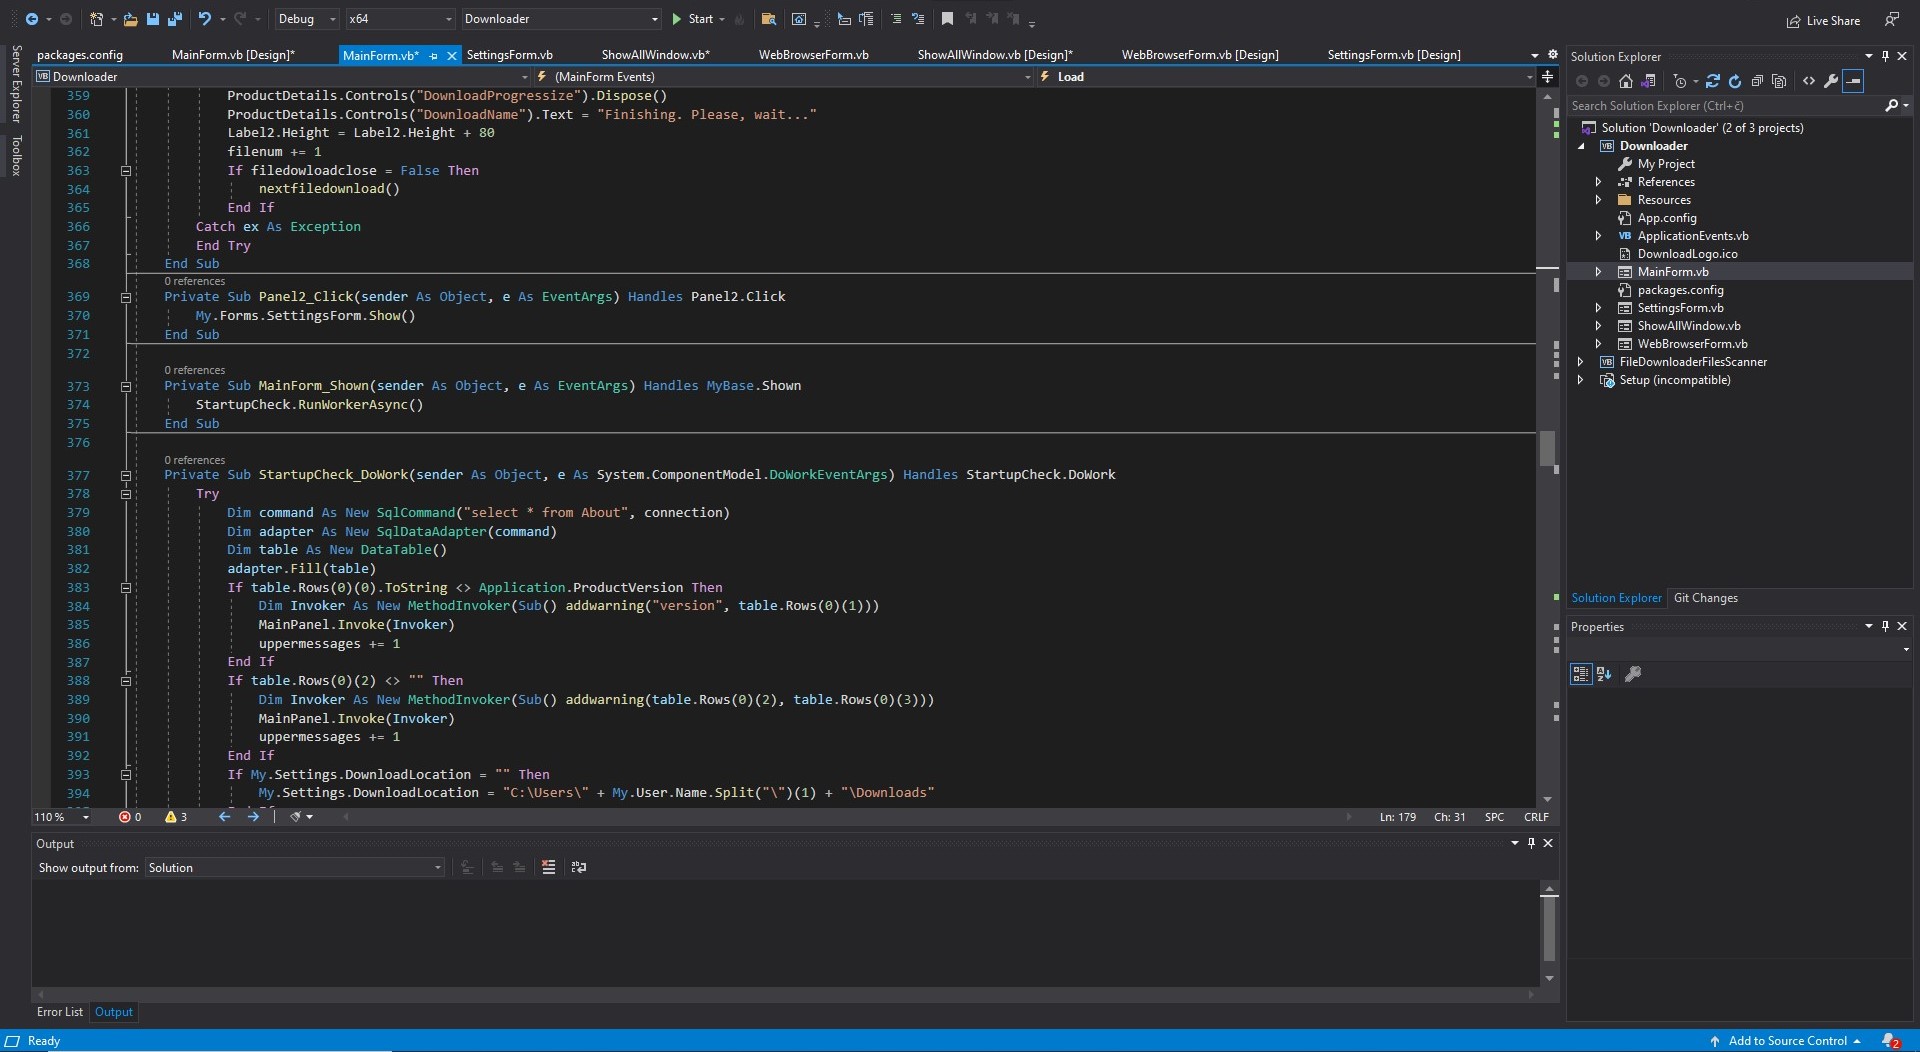 Debug
x64
Downloader
Start
Live Share
Server Explorer
Toolbox
packages.config
MainForm.vb [Design]*
MainForm.vb*
SettingsForm.vb
ShowAllWindow.vb*
WebBrowserForm.vb
ShowAllWindow.vb [Design]*
WebBrowserForm.vb [Design]
SettingsForm.vb [Design]
VB Downloader
(MainForm Events)
Load
359 ProductDetails.Controls("DownloadProgressize").Dispose()
360 ProductDetails.Controls("DownloadName").Text = "Finishing. Please, wait..."
361 Label2.Height = Label2.Height + 80
362 filenum += 1
363 If filedowloadclose = False Then
364 nextfiledownload()
365 End If
366 Catch ex As Exception
367 End Try
368 End Sub
0 references
369 Private Sub Panel2_Click(sender As Object, e As EventArgs) Handles Panel2.Click
370 My.Forms.SettingsForm.Show()
371 End Sub
372
0 references
373 Private Sub MainForm_Shown(sender As Object, e As EventArgs) Handles MyBase.Shown
374 StartupCheck.RunWorkerAsync()
375 End Sub
376
0 references
377 Private Sub StartupCheck_DoWork(sender As Object, e As System.ComponentModel.DoWorkEventArgs) Handles StartupCheck.DoWork
378 Try
379 Dim command As New SqlCommand("select * from About", connection)
380 Dim adapter As New SqlDataAdapter(command)
381 Dim table As New DataTable()
382 adapter.Fill(table)
383 If table.Rows(0)(0).ToString <> Application.ProductVersion Then
384 Dim Invoker As New MethodInvoker(Sub() addwarning("version", table.Rows(0)(1)))
385 MainPanel.Invoke(Invoker)
386 uppermessages += 1
387 End If
388 If table.Rows(0)(2) <> "" Then
389 Dim Invoker As New MethodInvoker(Sub() addwarning(table.Rows(0)(2), table.Rows(0)(3)))
390 MainPanel.Invoke(Invoker)
391 uppermessages += 1
392 End If
393 If My.Settings.DownloadLocation = "" Then
394 My.Settings.DownloadLocation = "C:\Users\" + My.User.Name.Split("\")(1) + "\Downloads"
110 %
0
3
Ln: 179
Ch: 31
SPC
CRLF
Output
Show output from:
Solution
Error List
Output
Solution Explorer
Search Solution Explorer (Ctrl+č)
Solution 'Downloader' (2 of 3 projects)
VB Downloader
My Project
References
Resources
App.config
VB ApplicationEvents.vb
DownloadLogo.ico
MainForm.vb
packages.config
SettingsForm.vb
ShowAllWindow.vb
WebBrowserForm.vb
VB FileDownloaderFilesScanner
Setup (incompatible)
Solution Explorer
Git Changes
Properties
Ready
Add to Source Control
2